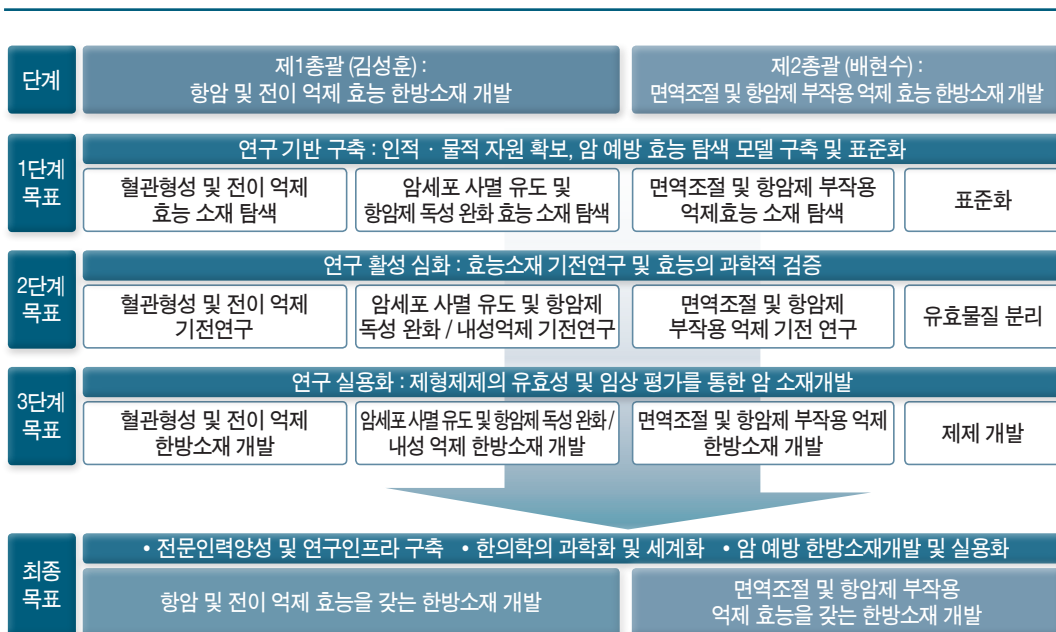 단계
제1총괄 (김성훈) :
항암 및 전이 억제 효능 한방소재 개발
제2총괄 (배현수) :
면역조절 및 항암제 부작용 억제 효능 한방소재 개발
1단계
목표
연구 기반 구축 : 인적 · 물적 자원 확보, 암 예방 효능 탐색 모델 구축 및 표준화
혈관형성 및 전이 억제
효능 소재 탐색
암세포 사멸 유도 및
항암제 독성 완화 효능 소재 탐색
면역조절 및 항암제 부작용
억제효능 소재 탐색
표준화
2단계
목표
연구 활성 심화 : 효능소재 기전연구 및 효능의 과학적 검증
혈관형성 및 전이 억제
기전연구
암세포 사멸 유도 및 항암제
독성 완화 / 내성억제 기전연구
면역조절 및 항암제
부작용 억제 기전 연구
유효물질 분리
3단계
목표
연구 실용화 : 제형제제의 유효성 및 임상 평가를 통한 암 소재개발
혈관형성 및 전이 억제
한방소재 개발
암세포 사멸 유도 및 항암제 독성 완화 /
내성 억제 한방소재 개발
면역조절 및 항암제 부작용 억제
한방소재 개발
제제 개발
최종
목표
• 전문인력양성 및 연구인프라 구축 • 한의학의 과학화 및 세계화 • 암 예방 한방소재개발 및 실용화
항암 및 전이 억제 효능을 갖는 한방소재 개발
면역조절 및 항암제 부작용
억제 효능을 갖는 한방소재 개발